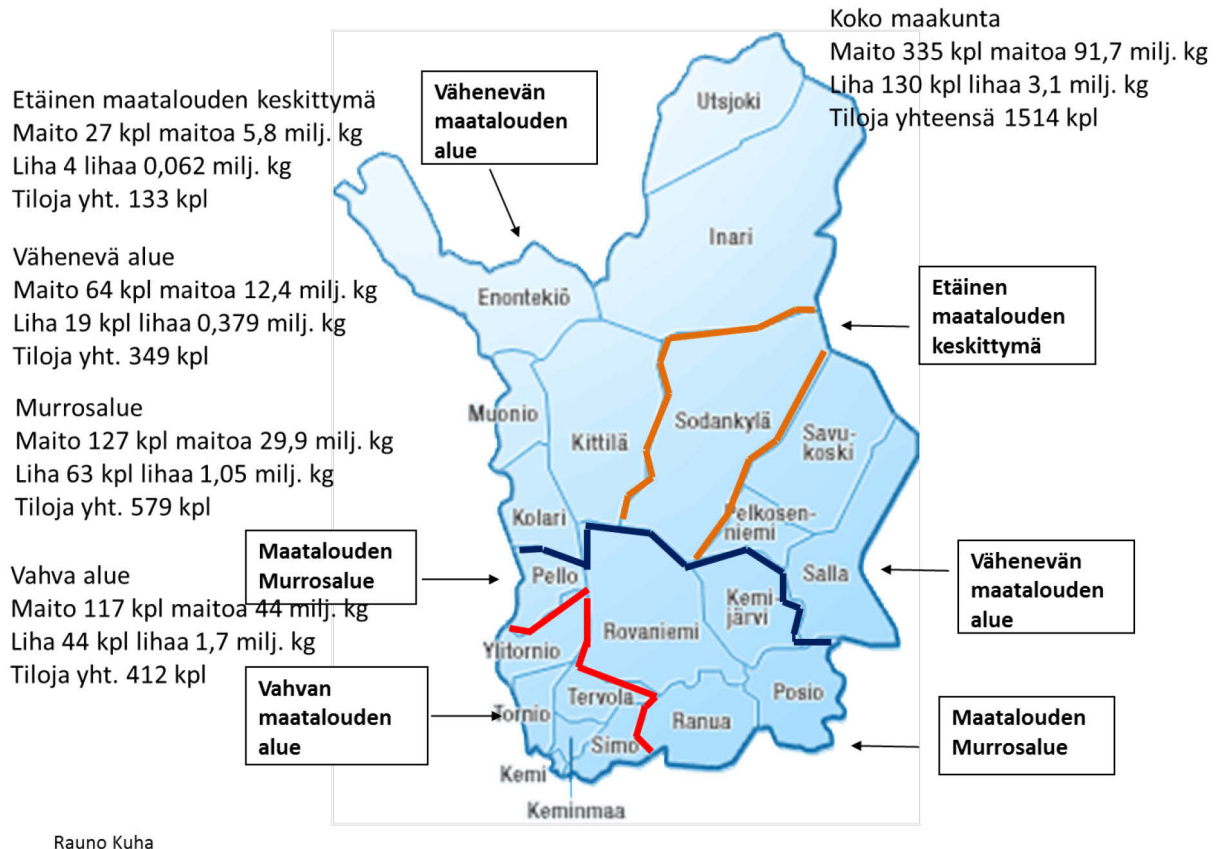 Koko maakunta
Maito 335 kpl maitoa 91,7 milj. kg
Liha 130 kpl lihaa 3,1 milj. kg
Tiloja yhteensä 1514 kpl
Etäinen maatalouden keskittymä
Maito 27 kpl maitoa 5,8 milj. kg
Liha 4 lihaa 0,062 milj. kg
Tiloja yht. 133 kpl
Vähenevä alue
Maito 64 kpl maitoa 12,4 milj. kg
Liha 19 kpl lihaa 0,379 milj. kg
Tiloja yht. 349 kpl
Murrosalue
Maito 127 kpl maitoa 29,9 milj. kg
Liha 63 kpl lihaa 1,05 milj. kg
Tiloja yht. 579 kpl
Vahva alue
Maito 117 kpl maitoa 44 milj. kg
Liha 44 kpl lihaa 1,7 milj. kg
Tiloja yht. 412 kpl
Vähenevän
maatalouden
alue
Etäinen
maatalouden
keskittymä
Maatalouden
Murrosalue
Vähenevän
maatalouden
alue
Vahvan
maatalouden
alue
Maatalouden
Murrosalue
Utsjoki
Inari
Enontekiö
Muonio
Kittilä
Sodankylä
Savu-
koski
Kolari
Pelkosen-
niemi
Pello
Salla
Kemi-
järvi
Rovaniemi
Ylitornio
Tervola
Posio
Tornio
Ranua
Simo
Kemi
Keminmaa
Rauno Kuha